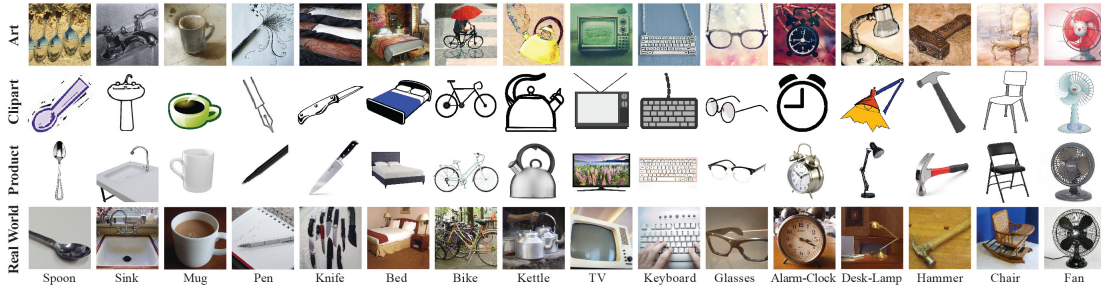 Art
Clipart
Product
Real World
Spoon Sink Mug Pen Knife Bed Bike Kettle TV Keyboard Glasses Alarm-Clock Desk-Lamp Hammer Chair Fan